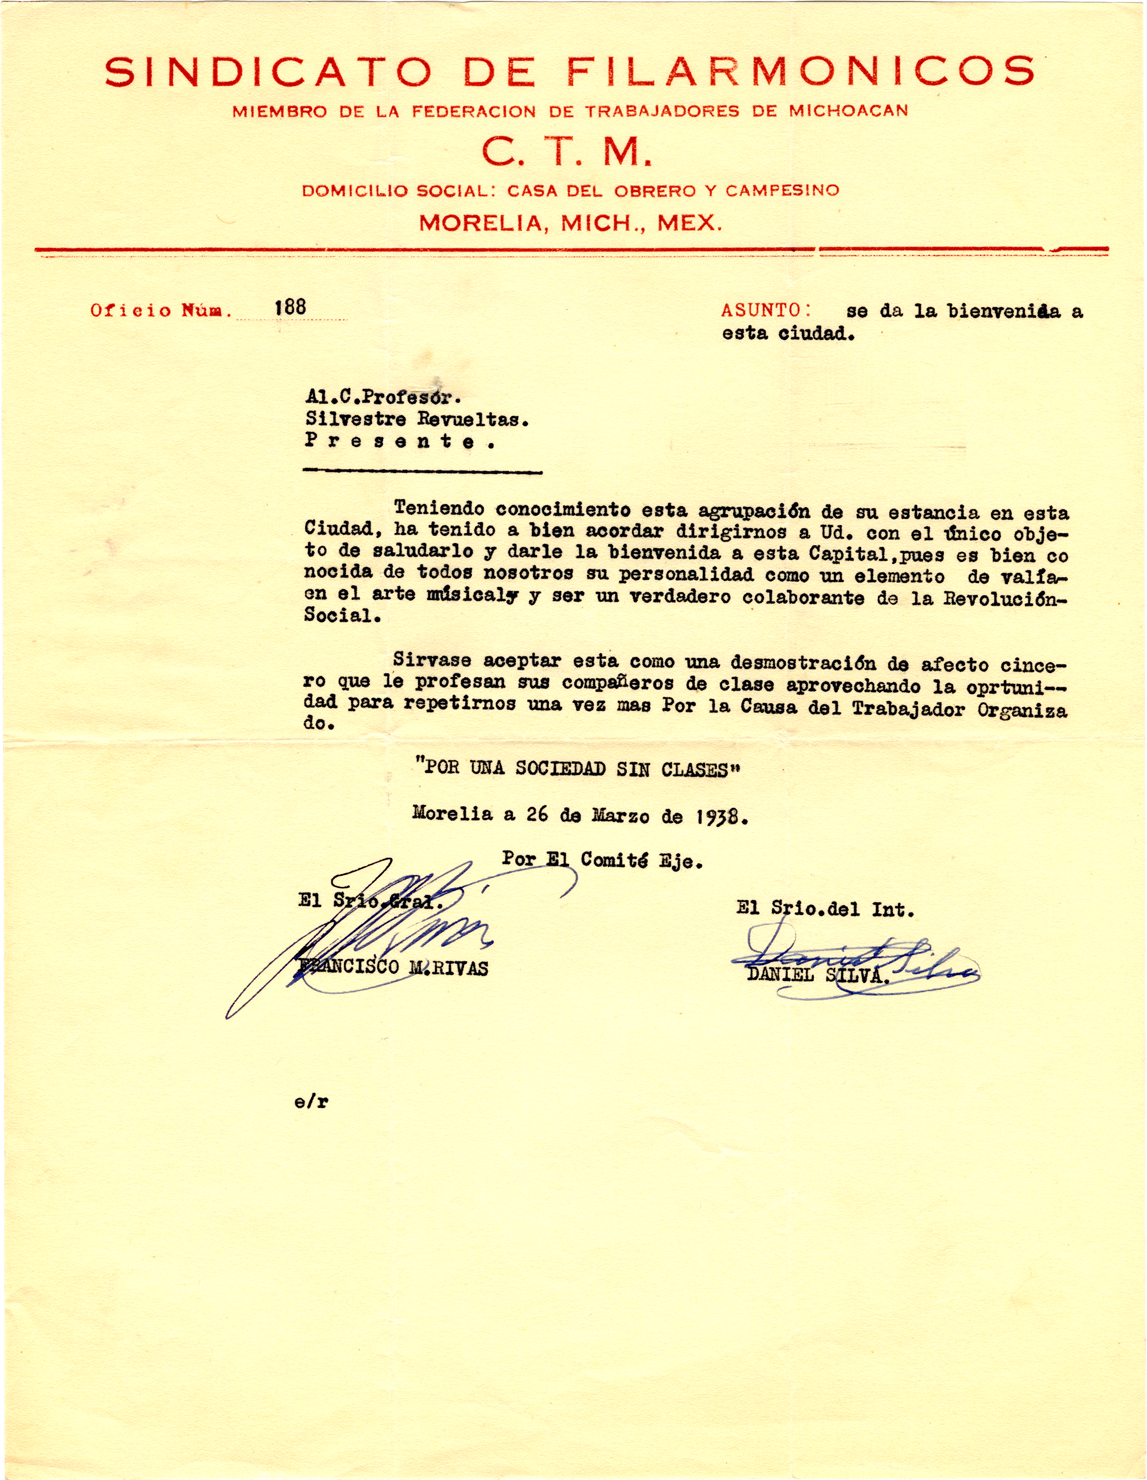 SINDICATO DE FILARMONICOS
MIEMBRO DE LA FEDERACION DE TRABAJADORES DE MICHOACAN
C. T. M.
DOMICILIO SOCIAL: CASA DEL OBRERO Y CAMPESINO
MORELIA, MICH., MEX.
Oficio Núm. 188
ASUNTO: se da la bienvenida a
esta ciudad.
Al.C.Profesór.
Silvestre Revueltas.
P r e s e n t e .
Teniendo conocimiento esta agrupación de su estancia en esta
Ciudad, ha tenido a bien acordar dirigirnos a Ud. con el único obje-
to de saludarlo y darle la bienvenida a esta Capital,pues es bien co
nocida de todos nosotros su personalidad como un elemento de valía-
en el arte músicaly y ser un verdadero colaborante de la Revolución-
Social.
Sirvase aceptar esta como una desmostración de afecto cince-
ro que le profesan sus compañeros de clase aprovechando la oprtuni--
dad para repetirnos una vez mas Por la Causa del Trabajador Organiza
do.
"POR UNA SOCIEDAD SIN CLASES"
Morelia a 26 de Marzo de 1938.
Por El Comité Eje.
El Srio.Gral.
El Srio.del Int.
FRANCISCO M.RIVAS
Daniel Silva
DANIEL SILVA.
e/r